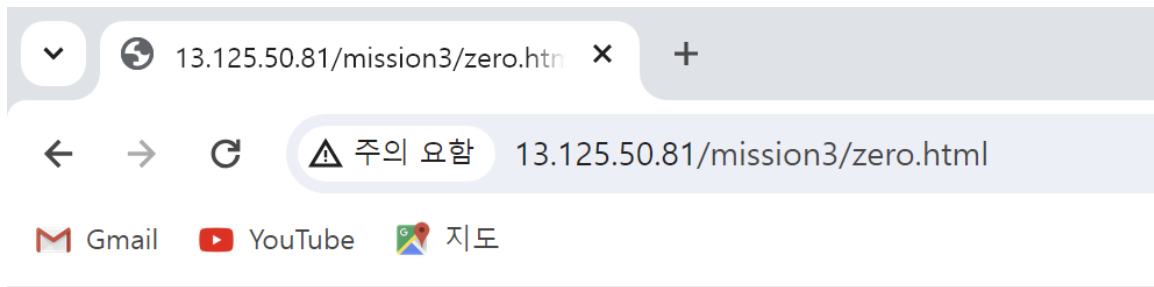 13.125.50.81/mission3/zero.htm
주의 요함 13.125.50.81/mission3/zero.html
Gmail YouTube 지도